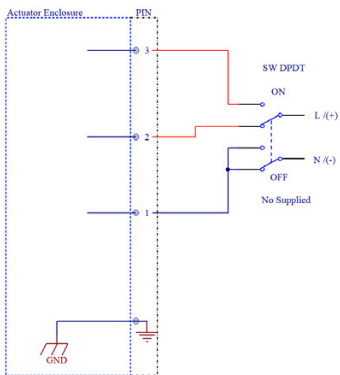 Actuator Enclosure
PIN
3
SW DPDT
ON
L /(+)
2
N /(-)
OFF
No Supplied
1
GND